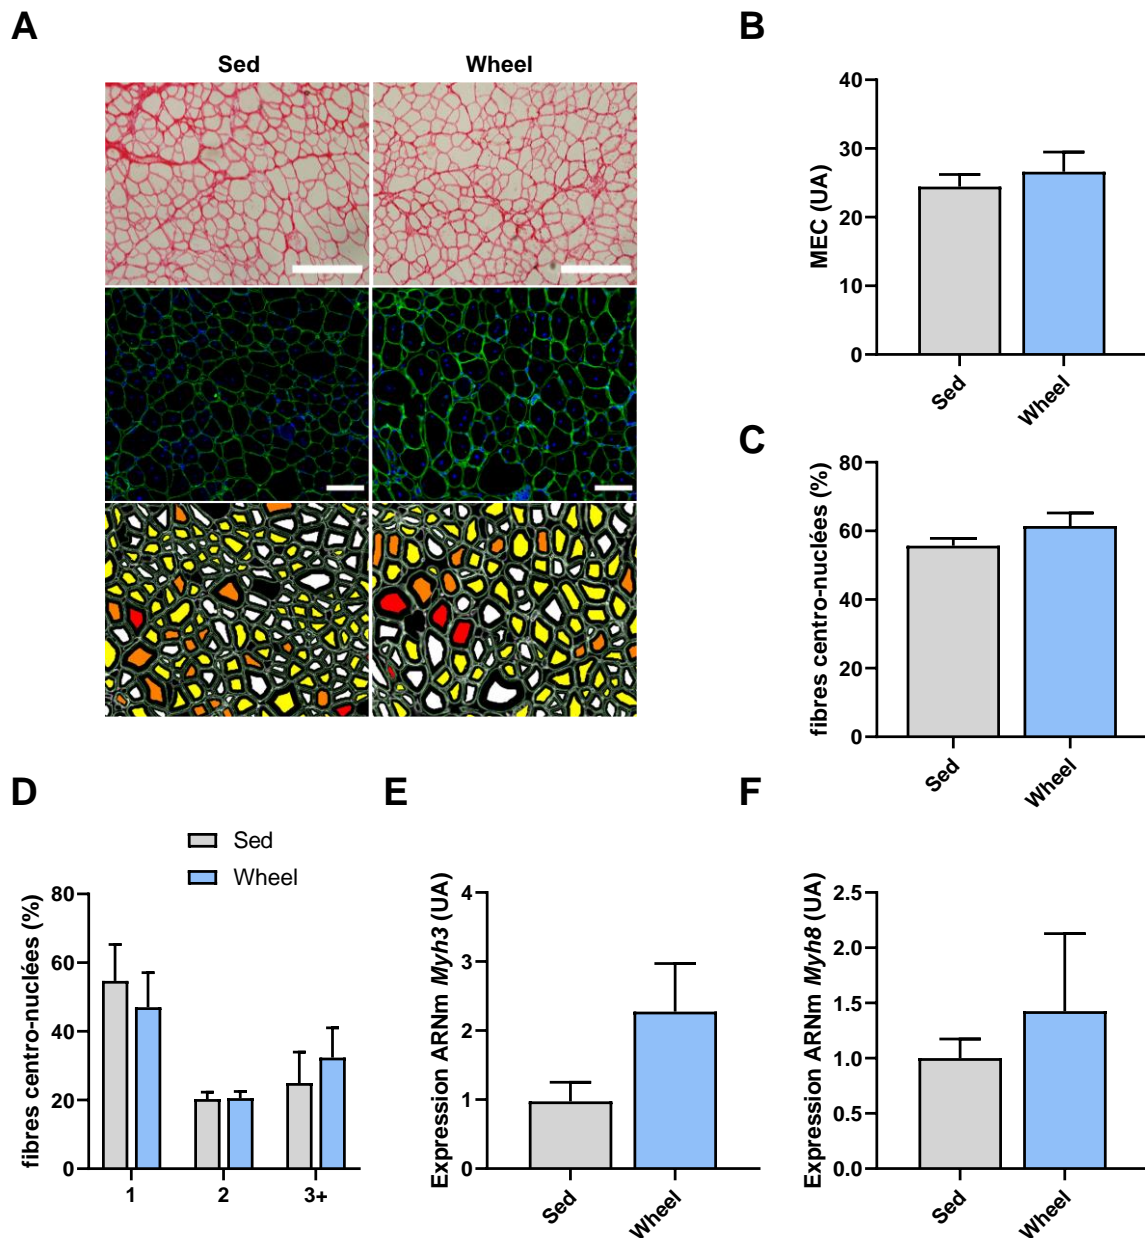 A
Sed
Wheel
B
MEC (UA)
40
30
20
10
0
Sed
Wheel
C
fibres centro-nucléées (%)
80
60
40
20
0
Sed
Wheel
D
Sed
Wheel
fibres centro-nucléées (%)
80
60
40
20
0
1
2
3+
E
Expression ARNm Myh3 (UA)
4
3
2
1
0
Sed
Wheel
F
Expression ARNm Myh8 (UA)
2.5
2.0
1.5
1.0
0.5
0.0
Sed
Wheel